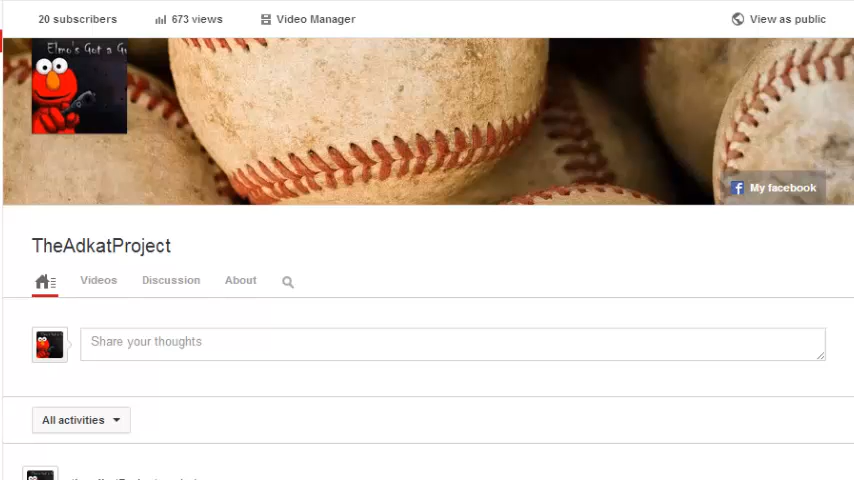 20 subscribers 673 views Video Manager View as public
Elmo's Got a Gu
My facebook
TheAdkatProject
Videos Discussion About
Share your thoughts
All activities